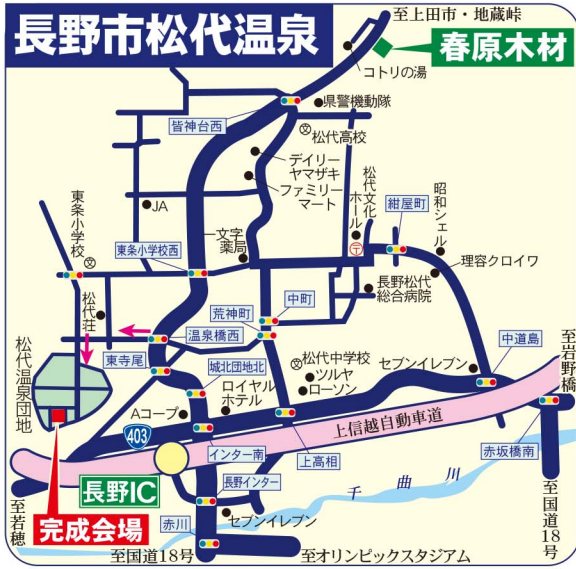 長野市松代温泉
至上田市・地蔵峠
春原木材
コトリの湯
県警機動隊
皆神台西
松代高校
デイリー
ヤマザキ
ファミリー
マート
松代文化
ホール
〒
紺屋町
昭和シェル
東条小学校
JA
一文字
薬局
東条小学校西
理容クロイワ
長野松代
総合病院
松代荘
荒神町
中町
温泉橋西
松代温泉団地
東寺尾
城北団地北
松代中学校
ツルヤ
ローソン
セブンイレブン
中道島
至岩野橋
ロイヤル
ホテル
Aコープ
403
上信越自動車道
インター南
上高相
赤坂橋南
長野IC
長野インター
千曲川
至若穂
完成会場
赤川
セブンイレブン
至国道18号
至国道18号
至オリンピックスタジアム